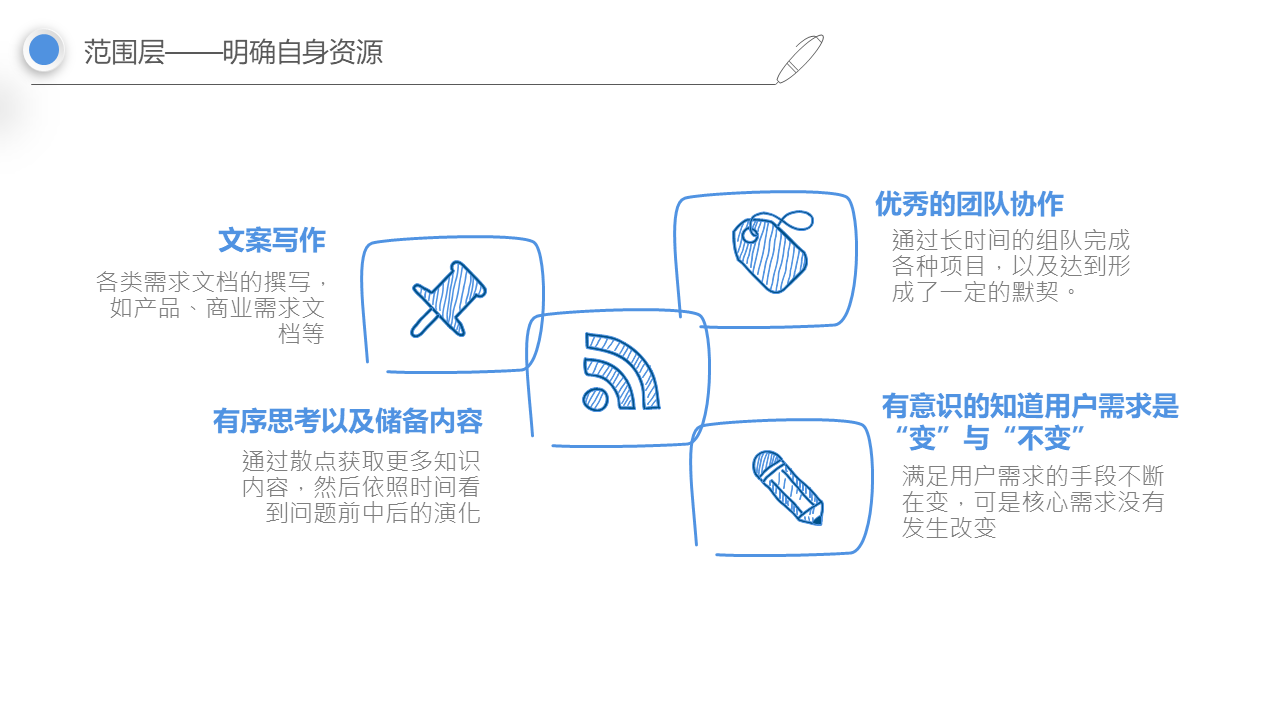 范围层——明确自身资源
文案写作
各类需求文档的撰写，
如产品、商业需求文
档等
优秀的团队协作
通过长时间的组队完成
各种项目，以及达到形
成了一定的默契。
有序思考以及储备内容
通过散点获取更多知识
内容，然后依照时间看
到问题前中后的演化
有意识的知道用户需求是
“变”与“不变”
满足用户需求的手段不断
在变，可是核心需求没有
发生改变